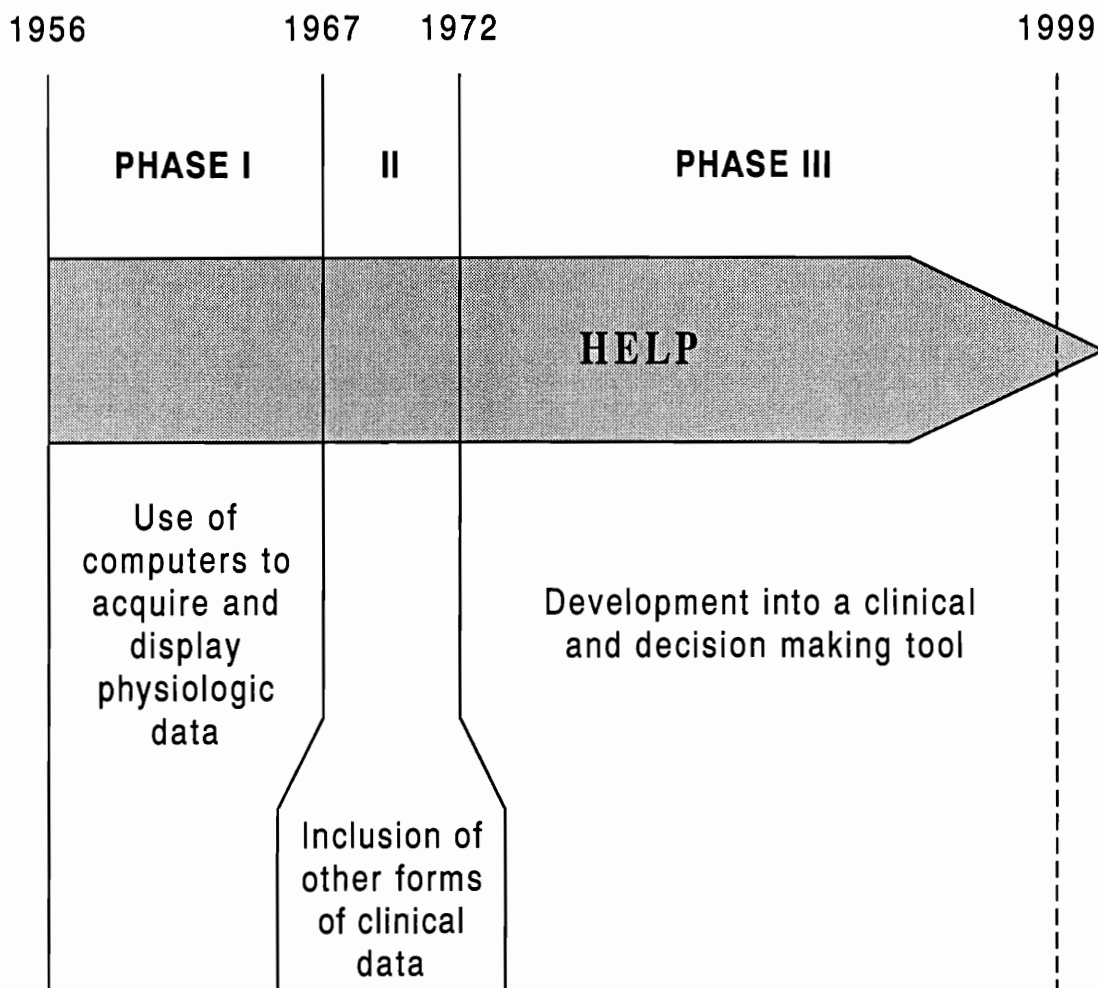 1956 1967 1972 1999
PHASE I II PHASE III
HELP
Use of
computers to
acquire and
display
physiologic
data
Development into a clinical
and decision making tool
Inclusion of
other forms
of clinical
data